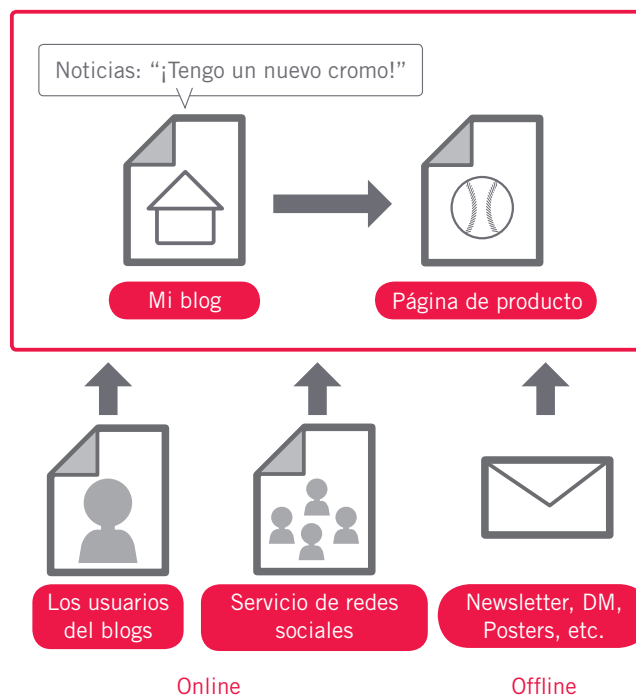 Noticias: “¡Tengo un nuevo cromo!”
Mi blog
Página de producto
Los usuarios
del blogs
Servicio de redes
sociales
Newsletter, DM,
Posters, etc.
Online
Offline